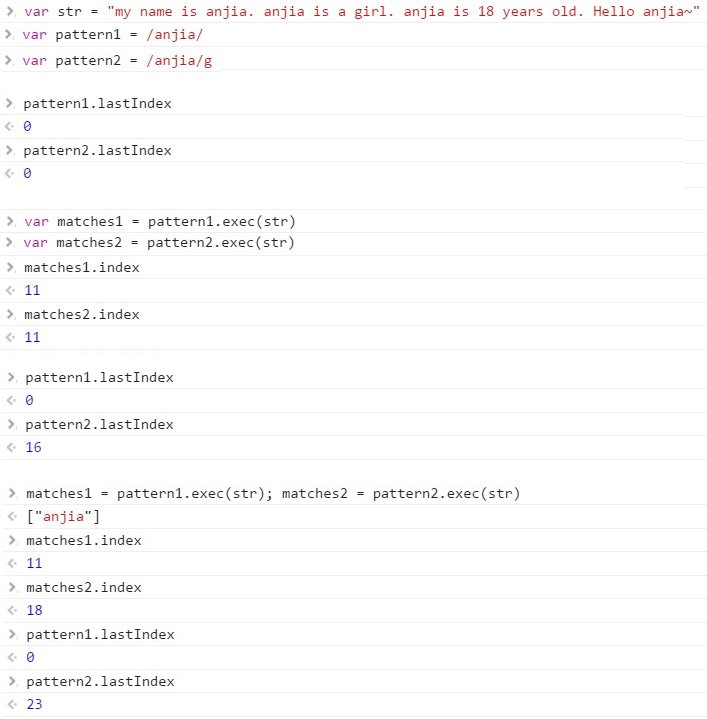 > var str = "my name is anjia. anjia is a girl. anjia is 18 years old. Hello anjia~"
> var pattern1 = /anjia/
> var pattern2 = /anjia/g
> pattern1.lastIndex
< 0
> pattern2.lastIndex
< 0
> var matches1 = pattern1.exec(str)
> var matches2 = pattern2.exec(str)
> matches1.index
< 11
> matches2.index
< 11
> pattern1.lastIndex
< 0
> pattern2.lastIndex
< 16
> matches1 = pattern1.exec(str); matches2 = pattern2.exec(str)
< ["anjia"]
> matches1.index
< 11
> matches2.index
< 18
> pattern1.lastIndex
< 0
> pattern2.lastIndex
< 23